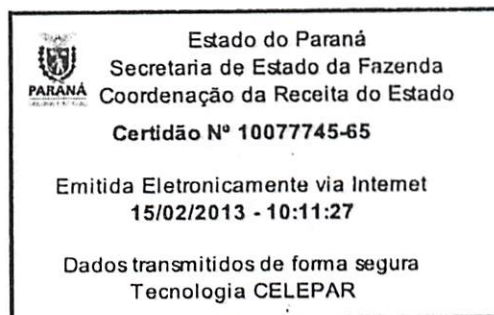 Estado do Paraná
Secretaria de Estado da Fazenda
PARANÁ
Coordenação da Receita do Estado
Certidão Nº 10077745-65
Emitida Eletronicamente via Internet
15/02/2013 - 10:11:27
Dados transmitidos de forma segura
Tecnologia CELEPAR